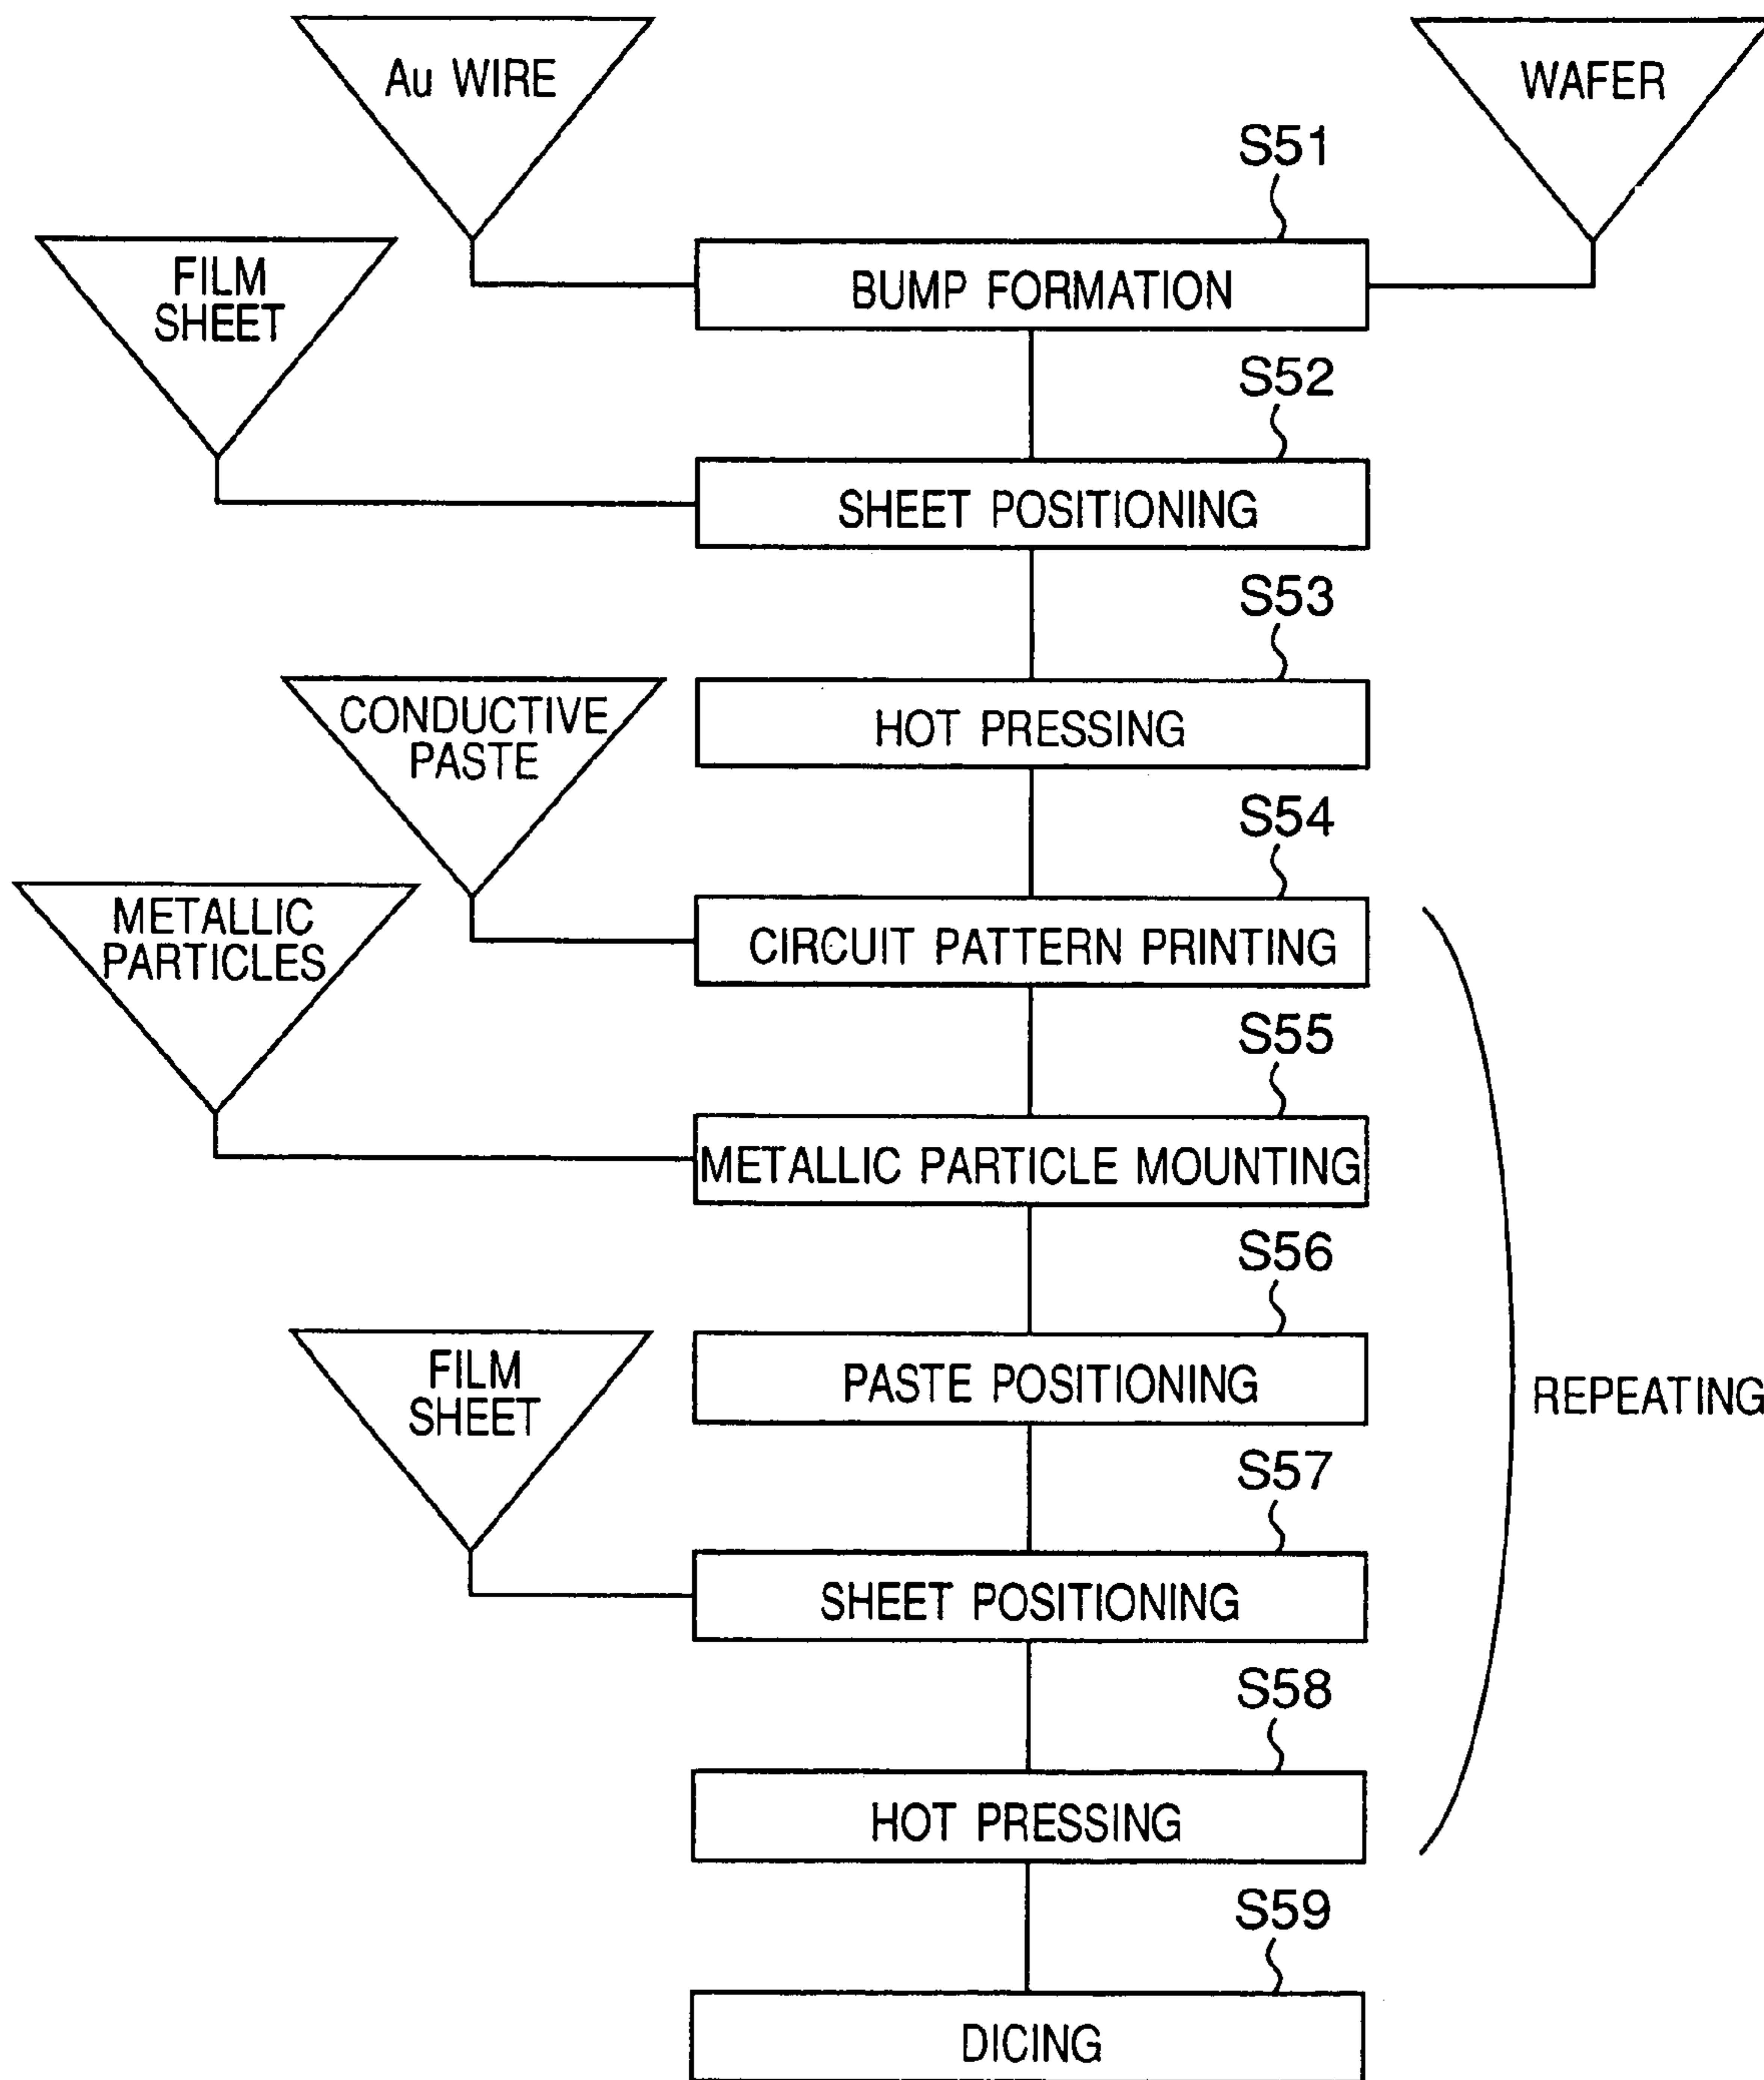 Au WIRE
WAFER
S51
BUMP FORMATION
FILM
SHEET
S52
SHEET POSITIONING
S53
HOT PRESSING
CONDUCTIVE
PASTE
S54
CIRCUIT PATTERN PRINTING
METALLIC
PARTICLES
S55
METALLIC PARTICLE MOUNTING
S56
PASTE POSITIONING
REPEATING
FILM
SHEET
S57
SHEET POSITIONING
S58
HOT PRESSING
S59
DICING